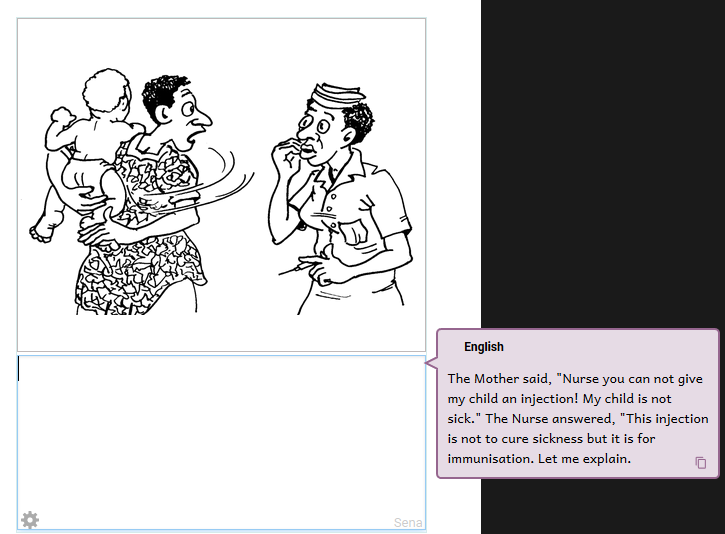 English
The Mother said, "Nurse you can not give
my child an injection! My child is not
sick." The Nurse answered, "This injection
is not to cure sickness but it is for
immunisation. Let me explain.
Sena